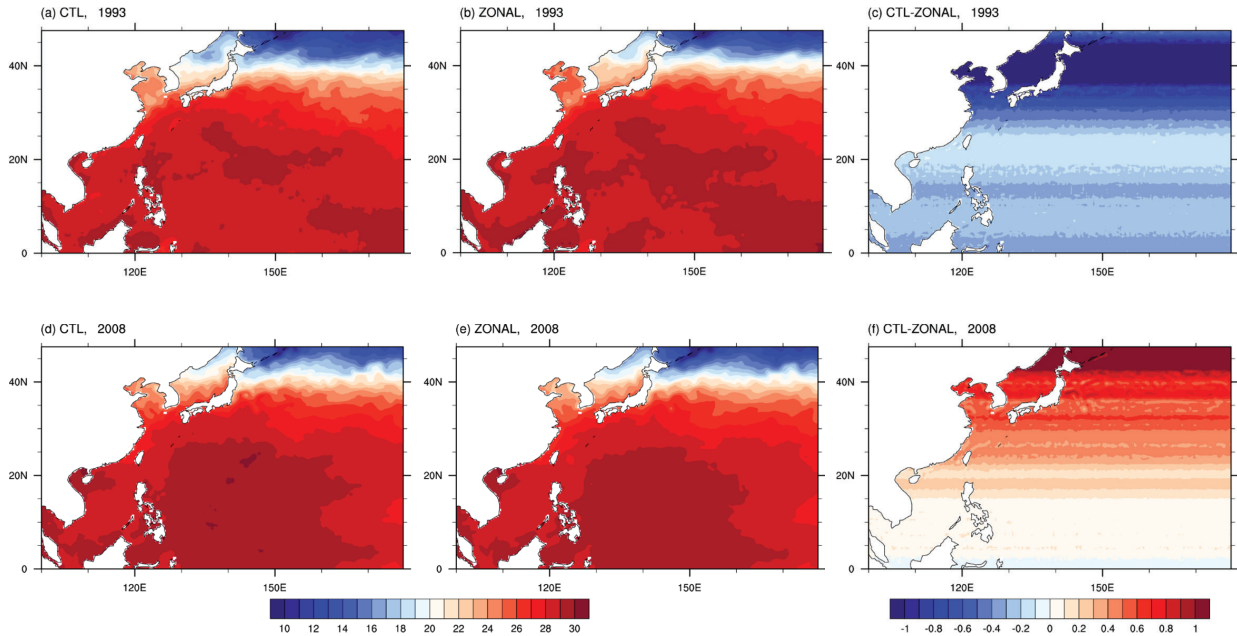 (a) CTL, 1993
(b) ZONAL, 1993
(c) CTL-ZONAL, 1993
40N
20N
0
120E
150E
40N
20N
0
120E
150E
40N
20N
0
120E
150E
(d) CTL, 2008
(e) ZONAL, 2008
(f) CTL-ZONAL, 2008
40N
20N
0
120E
150E
40N
20N
0
120E
150E
40N
20N
0
120E
150E
10 12 14 16 18 20 22 24 26 28 30
-1 -0.8 -0.6 -0.4 -0.2 0 0.2 0.4 0.6 0.8 1